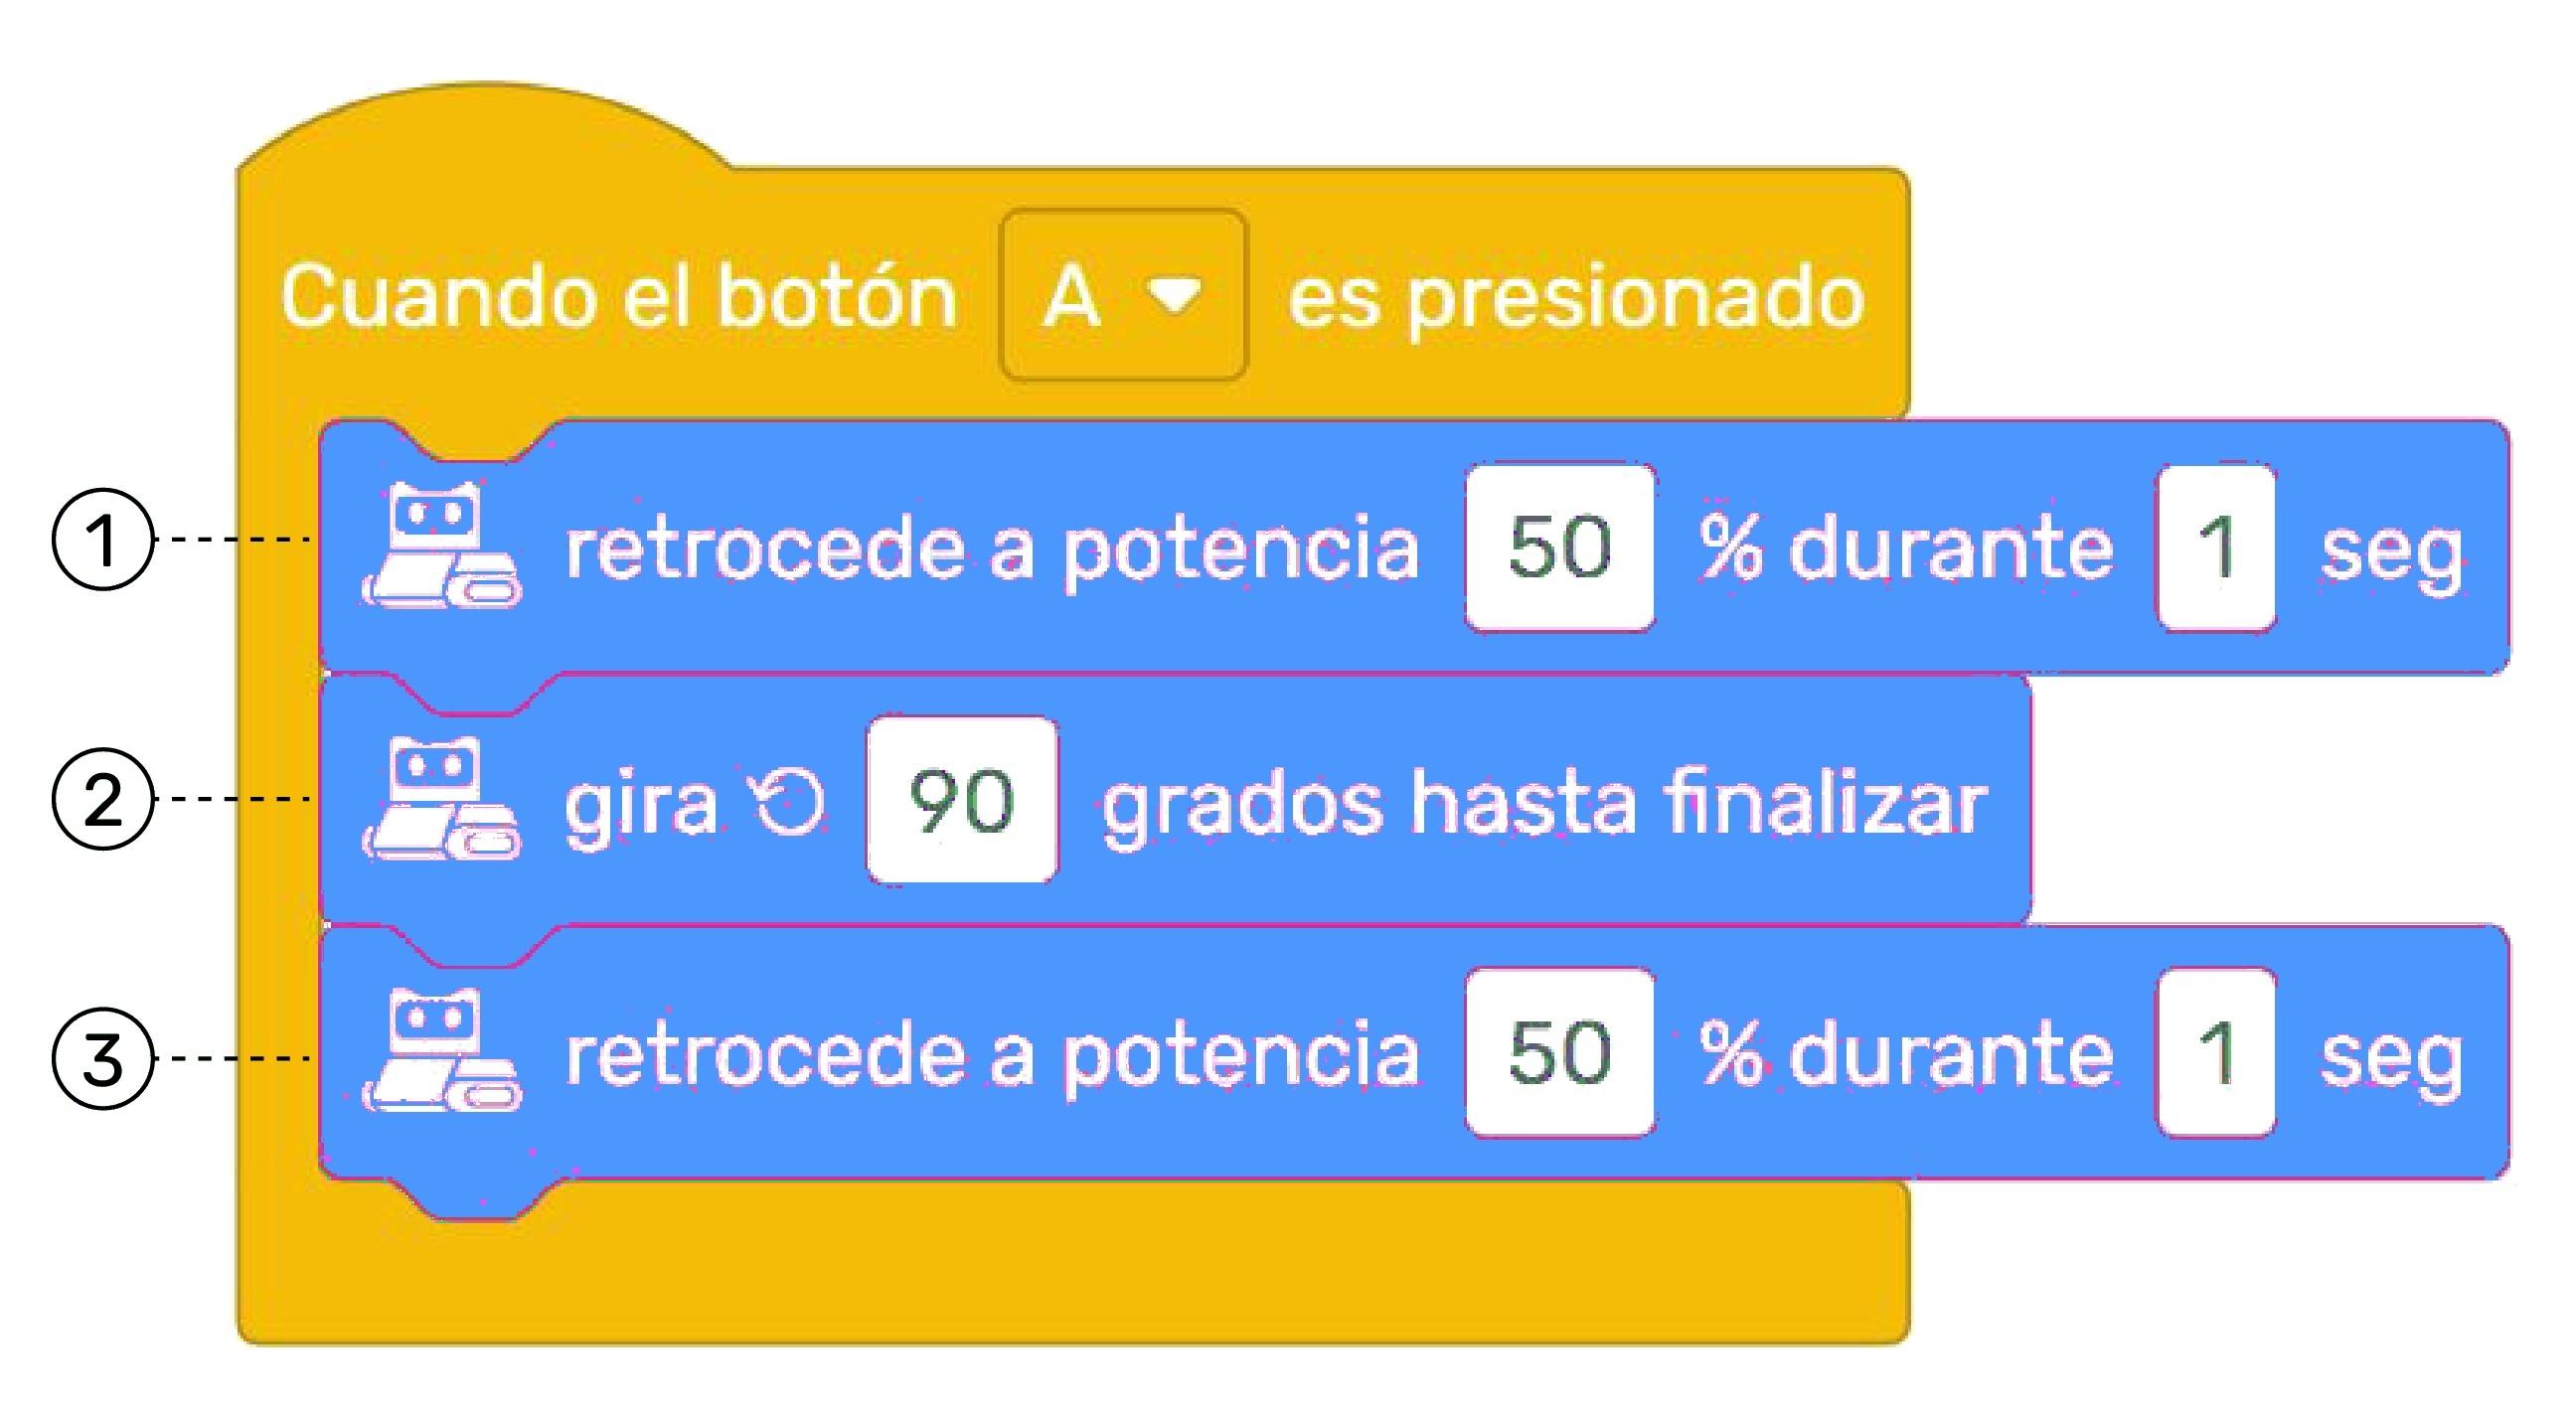 Cuando el botón A es presionado
1 retrocede a potencia 50 % durante 1 seg
2 gira 90 grados hasta finalizar
3 retrocede a potencia 50 % durante 1 seg